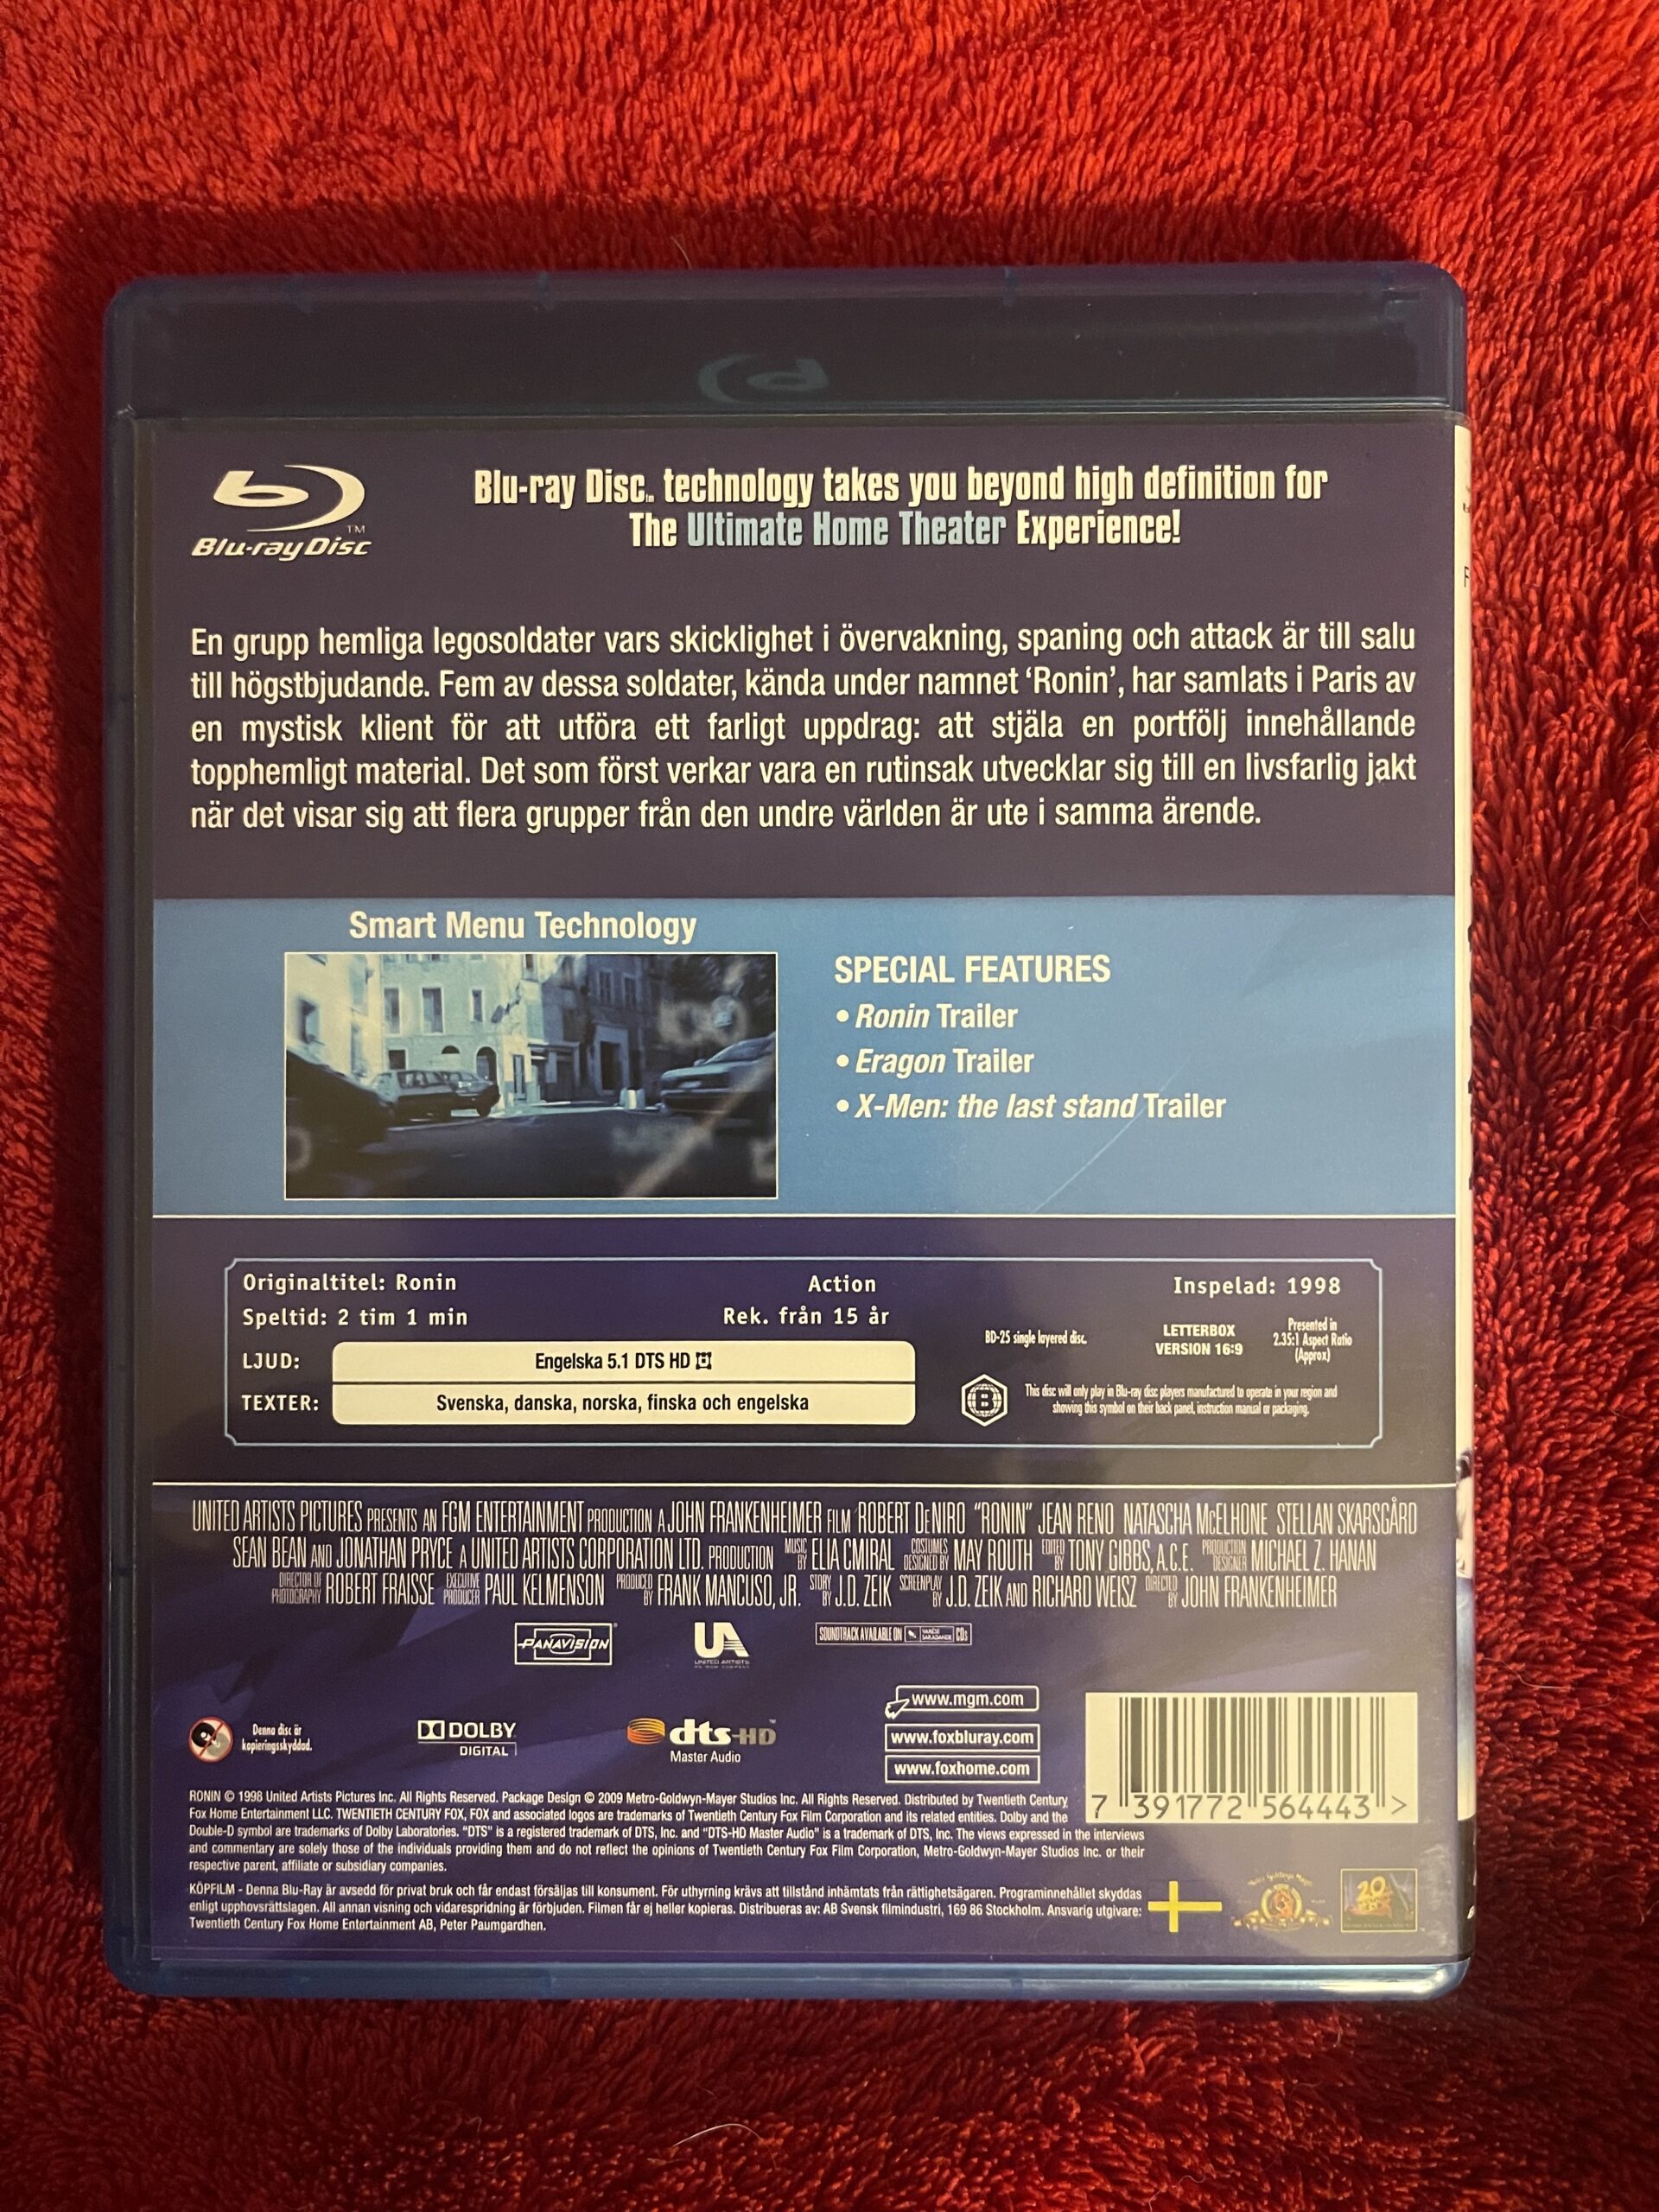 Blu-ray Disc™
Blu-ray Disc™ technology takes you beyond high definition for
The Ultimate Home Theater Experience!
En grupp hemliga legosoldater vars skicklighet i övervakning, spaning och attack är till salu
till högstbjudande. Fem av dessa soldater, kända under namnet ‘Ronin’, har samlats i Paris av
en mystisk klient för att utföra ett farligt uppdrag: att stjäla en portfölj innehållande
topphemligt material. Det som först verkar vara en rutinsak utvecklar sig till en livsfarlig jakt
när det visar sig att flera grupper från den undre världen är ute i samma ärende.
Smart Menu Technology
SPECIAL FEATURES
• Ronin Trailer
• Eragon Trailer
• X-Men: the last stand Trailer
Originaltitel: Ronin Action Inspelad: 1998
Speltid: 2 tim 1 min Rek. från 15 år
LJUD: Engelska 5.1 DTS HD
TEXTER: Svenska, danska, norska, finska och engelska
BD-25 single layered disc.
LETTERBOX
VERSION 16:9
Presented in
2.35:1 Aspect Ratio
(Approx)
B
This disc will only play in Blu-ray disc players manufactured to operate in your region and
showing this symbol on their back panel, instruction manual or packaging.
UNITED ARTISTS PICTURES PRESENTS AN FGM ENTERTAINMENT PRODUCTION A JOHN FRANKENHEIMER FILM ROBERT DeNIRO “RONIN” JEAN RENO NATASCHA McELHONE STELLAN SKARSGÅRD
SEAN BEAN AND JONATHAN PRYCE A UNITED ARTISTS CORPORATION LTD. PRODUCTION MUSIC BY ELIA CMIRAL COSTUMES DESIGNED BY MAY ROUTH EDITED BY TONY GIBBS, A.C.E. PRODUCTION DESIGNER MICHAEL Z. HANAN
DIRECTOR OF PHOTOGRAPHY ROBERT FRAISSE EXECUTIVE PRODUCER PAUL KELMENSON PRODUCED BY FRANK MANCUSO, JR. STORY BY J.D. ZEIK SCREENPLAY BY J.D. ZEIK AND RICHARD WEISZ DIRECTED BY JOHN FRANKENHEIMER
PANAVISION
UA
UNITED ARTISTS
SOUNDTRACK AVAILABLE ON VARÈSE SARABANDE CDs
www.mgm.com
www.foxbluray.com
www.foxhome.com
Denna disc är
kopieringsskyddad.
DOLBY
DIGITAL
dts-HD™
Master Audio
7 391772 564443 >
RONIN © 1998 United Artists Pictures Inc. All Rights Reserved. Package Design © 2009 Metro-Goldwyn-Mayer Studios Inc. All Rights Reserved. Distributed by Twentieth Century
Fox Home Entertainment LLC. TWENTIETH CENTURY FOX, FOX and associated logos are trademarks of Twentieth Century Fox Film Corporation and its related entities. Dolby and the
Double-D symbol are trademarks of Dolby Laboratories. “DTS” is a registered trademark of DTS, Inc. and “DTS-HD Master Audio” is a trademark of DTS, Inc. The views expressed in the interviews
and commentary are solely those of the individuals providing them and do not reflect the opinions of Twentieth Century Fox Film Corporation, Metro-Goldwyn-Mayer Studios Inc. or their
respective parent, affiliate or subsidiary companies.
KÖPFILM - Denna Blu-Ray är avsedd för privat bruk och får endast försäljas till konsument. För uthyrning krävs att tillstånd inhämtats från rättighetsägaren. Programinnehållet skyddas
enligt upphovsrättslagen. All annan visning och vidarespridning är förbjuden. Filmen får ej heller kopieras. Distribueras av: AB Svensk filmindustri, 169 86 Stockholm. Ansvarig utgivare:
Twentieth Century Fox Home Entertainment AB, Peter Paumgardhen.